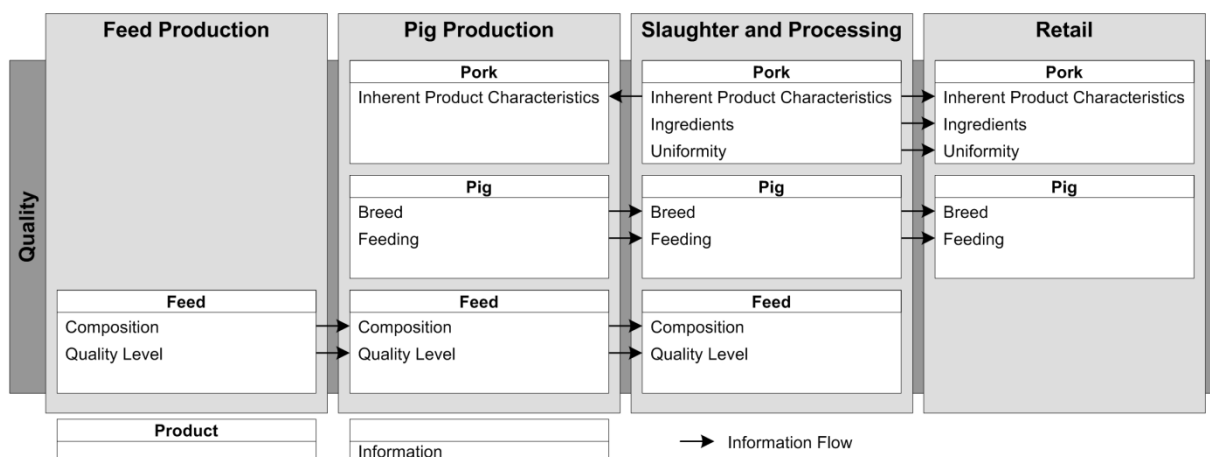 Feed Production
Pig Production
Slaughter and Processing
Retail
Quality
Pork
Inherent Product Characteristics
Pork
Inherent Product Characteristics
Ingredients
Uniformity
Pork
Inherent Product Characteristics
Ingredients
Uniformity
Pig
Breed
Feeding
Pig
Breed
Feeding
Pig
Breed
Feeding
Feed
Composition
Quality Level
Feed
Composition
Quality Level
Feed
Composition
Quality Level
Product
Information
Information Flow